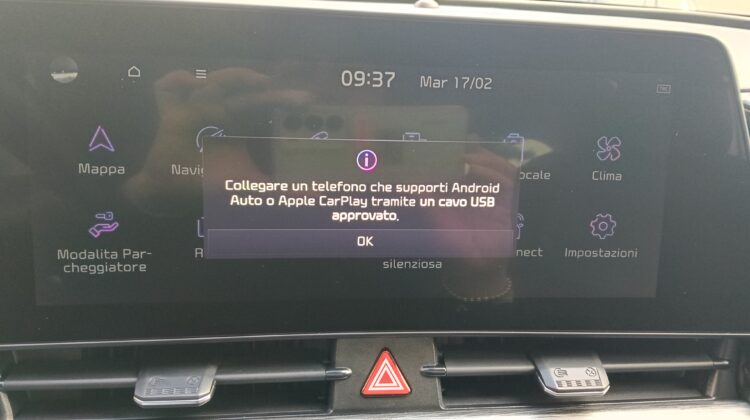 09:37 Mar 17/02
Mappa
Clima
Collegare un telefono che supporti Android
Auto o Apple CarPlay tramite un cavo USB
approvato.
OK
Modalita Par-
cheggiatore
silenziosa
Impostazioni